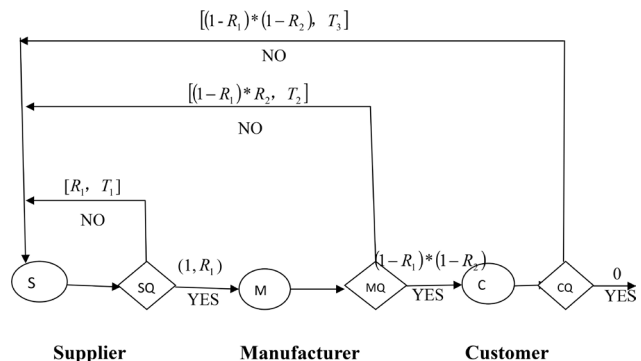 [(1-R₁)*(1-R₂), T₃]
NO
[(1-R₁)*R₂, T₂]
NO
[R₁, T₁]
NO
(1, R₁)
(1-R₁)*(1-R₂)
0
S
SQ
YES
M
MQ
YES
C
CQ
YES
Supplier
Manufacturer
Customer